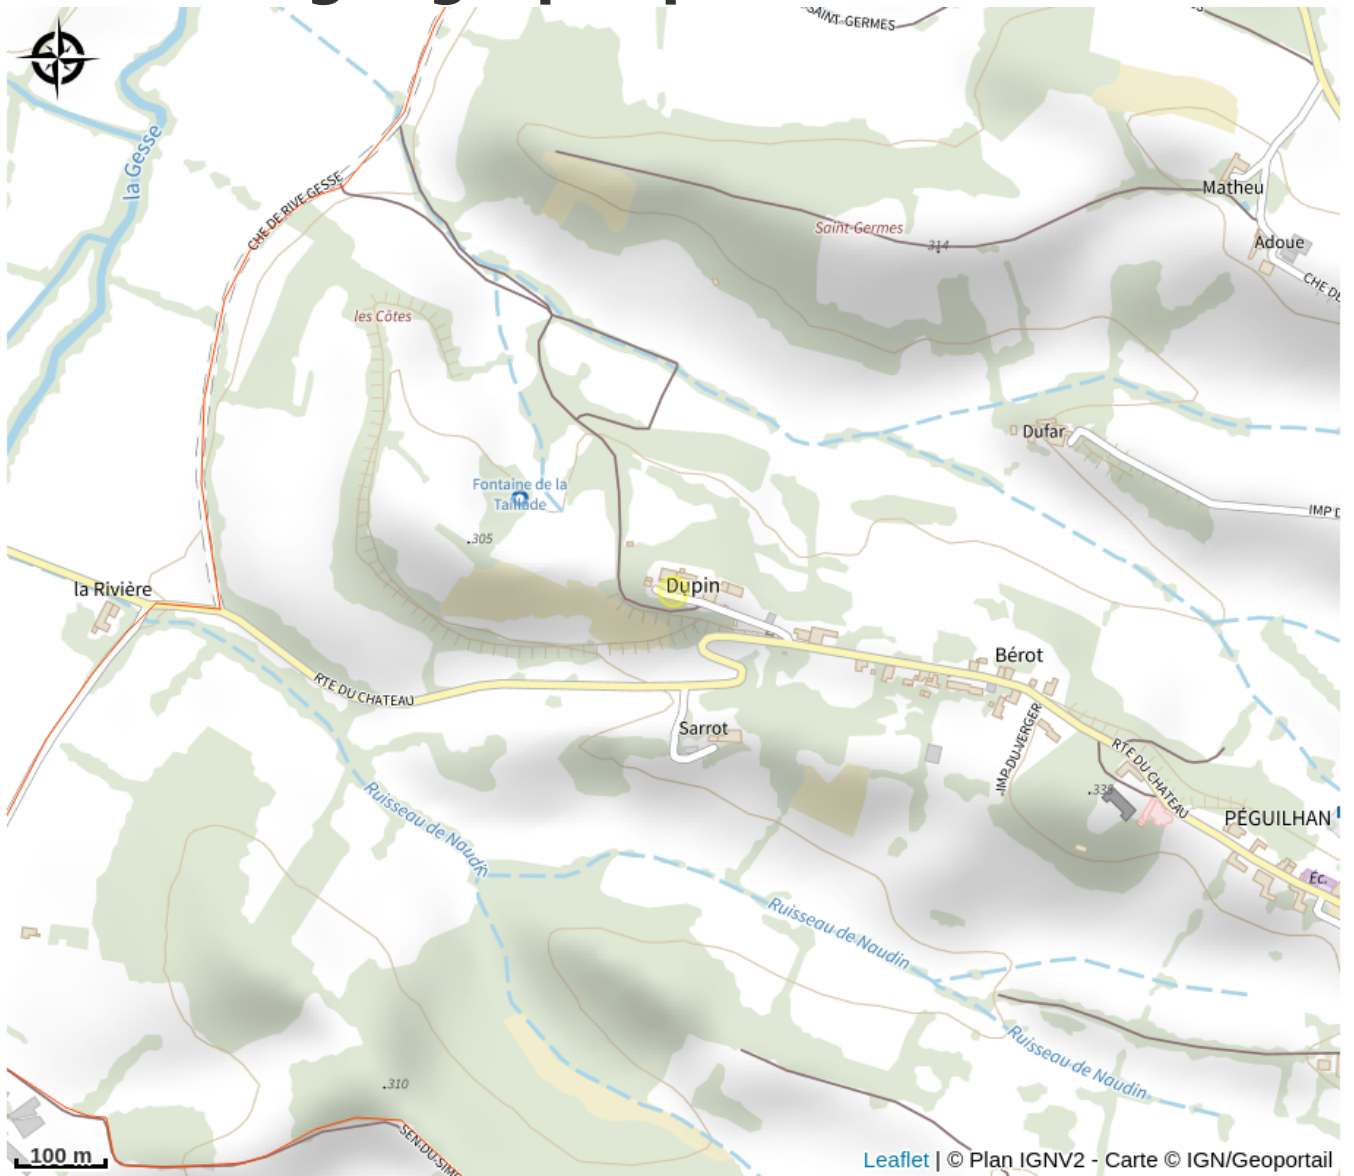 SAINT-GERMES
la Gesse
CHE DE RIVE GESSE
Matheu
Saint-Germes
314
Adoue
CHE DE
les Côtes
Dufar
Fontaine de la
Taillade
IMP D
.305
la Rivière
Dupin
Bérot
RTE DU CHATEAU
Sarrot
IMP-DU-VERGER
RTE DU CHATEAU
.338
PÉGUILHAN
Ruisseau de Naudin
Éc.
Ruisseau de Naudin
Ruisseau de Naudin
.310
SEN-DU-SIMP
100 m
Leaflet | © Plan IGNV2 - Carte © IGN/Geoportail